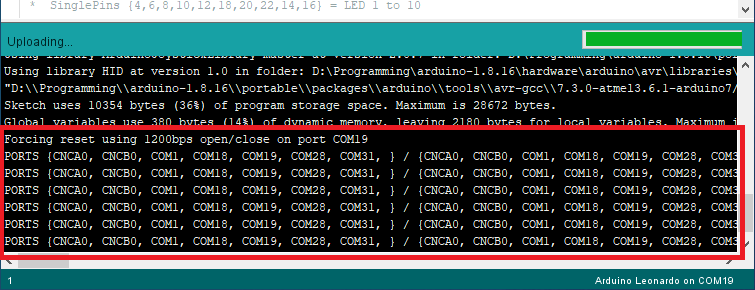 * SinglePins {4,6,8,10,12,18,20,22,14,16} = LED 1 to 10
Uploading...
Using library HID at version 1.0 in folder: D:\Programming\arduino-1.8.16\hardware\arduino\avr\libraries\
"D:\\Programming\\arduino-1.8.16\\portable\\packages\\arduino\\tools\\avr-gcc\\7.3.0-atmel3.6.1-arduino7/
Sketch uses 10354 bytes (36%) of program storage space. Maximum is 28672 bytes.
Global variables use 380 bytes (14%) of dynamic memory, leaving 2180 bytes for local variables. Maximum i
Forcing reset using 1200bps open/close on port COM19
PORTS {CNCA0, CNCB0, COM1, COM18, COM19, COM28, COM31, } / {CNCA0, CNCB0, COM1, COM18, COM19, COM28, COM3
PORTS {CNCA0, CNCB0, COM1, COM18, COM19, COM28, COM31, } / {CNCA0, CNCB0, COM1, COM18, COM19, COM28, COM3
PORTS {CNCA0, CNCB0, COM1, COM18, COM19, COM28, COM31, } / {CNCA0, CNCB0, COM1, COM18, COM19, COM28, COM3
PORTS {CNCA0, CNCB0, COM1, COM18, COM19, COM28, COM31, } / {CNCA0, CNCB0, COM1, COM18, COM19, COM28, COM3
PORTS {CNCA0, CNCB0, COM1, COM18, COM19, COM28, COM31, } / {CNCA0, CNCB0, COM1, COM18, COM19, COM28, COM3
PORTS {CNCA0, CNCB0, COM1, COM18, COM19, COM28, COM31, } / {CNCA0, CNCB0, COM1, COM18, COM19, COM28, COM3
1
Arduino Leonardo on COM19